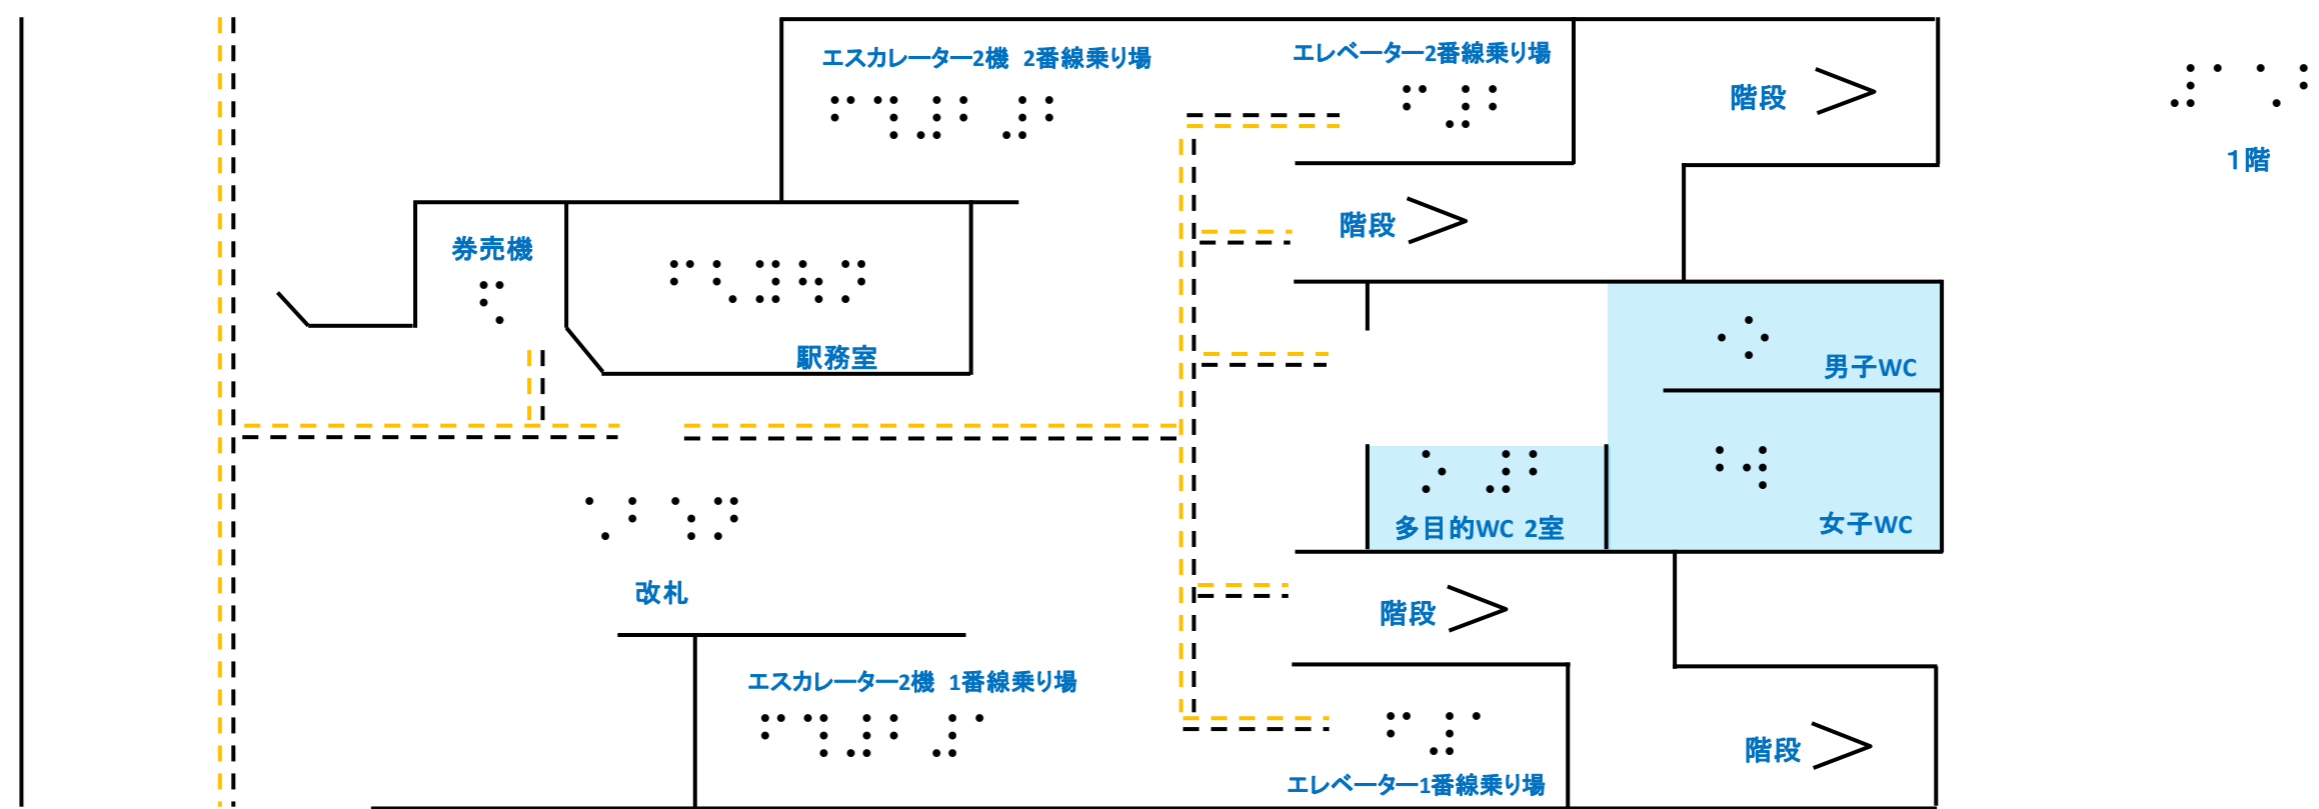 エスカレーター2機 2番線乗り場
⠋⠹⠼⠃⠼⠃
エレベーター2番線乗り場
⠋⠼⠃
階段
⠼⠁⠡⠃
1階
階段
券売機
⠫
⠋⠣⠽⠳⠝
駅務室
⠐⠕
男子WC
⠘⠺
女子WC
⠕ ⠼⠃
多目的WC 2室
⠡⠃⠱⠝
改札
階段
エスカレーター2機 1番線乗り場
⠋⠹⠼⠃⠼⠁
⠋⠼⠁
エレベーター1番線乗り場
階段